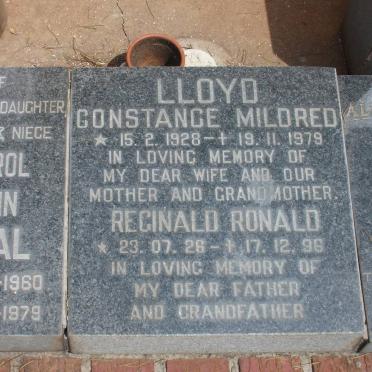 LLOYD
CONSTANCE MILDRED
* 15.2.1928 - † 19.11.1979
IN LOVING MEMORY OF
MY DEAR WIFE AND OUR
MOTHER AND GRANDMOTHER.
REGINALD RONALD
* 23.07.26 - † 17.12.96
IN LOVING MEMORY OF
MY DEAR FATHER
AND GRANDFATHER
DAUGHTER,
NIECE
-1960
-1979